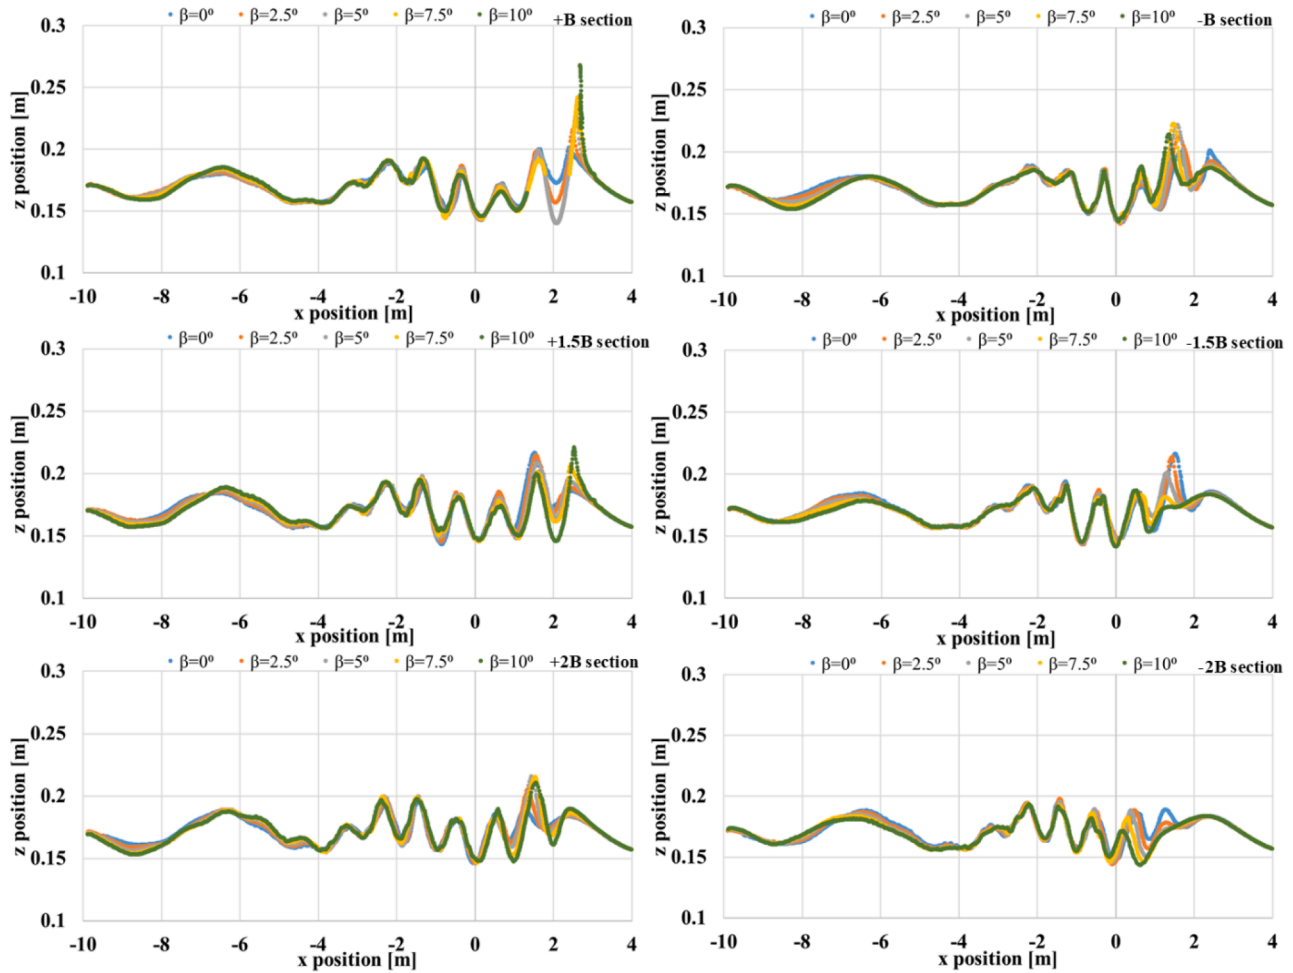 β=0º β=2.5º β=5º β=7.5º β=10º +B section
0.3
0.25
0.2
0.15
0.1
z position [m]
-10 -8 -6 -4 -2 0 2 4
x position [m]
β=0º β=2.5º β=5º β=7.5º β=10º -B section
0.3
0.25
0.2
0.15
0.1
z position [m]
-10 -8 -6 -4 -2 0 2 4
x position [m]
β=0º β=2.5º β=5º β=7.5º β=10º +1.5B section
0.3
0.25
0.2
0.15
0.1
z position [m]
-10 -8 -6 -4 -2 0 2 4
x position [m]
β=0º β=2.5º β=5º β=7.5º β=10º -1.5B section
0.3
0.25
0.2
0.15
0.1
z position [m]
-10 -8 -6 -4 -2 0 2 4
x position [m]
β=0º β=2.5º β=5º β=7.5º β=10º +2B section
0.3
0.25
0.2
0.15
0.1
z position [m]
-10 -8 -6 -4 -2 0 2 4
x position [m]
β=0º β=2.5º β=5º β=7.5º β=10º -2B section
0.3
0.25
0.2
0.15
0.1
z position [m]
-10 -8 -6 -4 -2 0 2 4
x position [m]